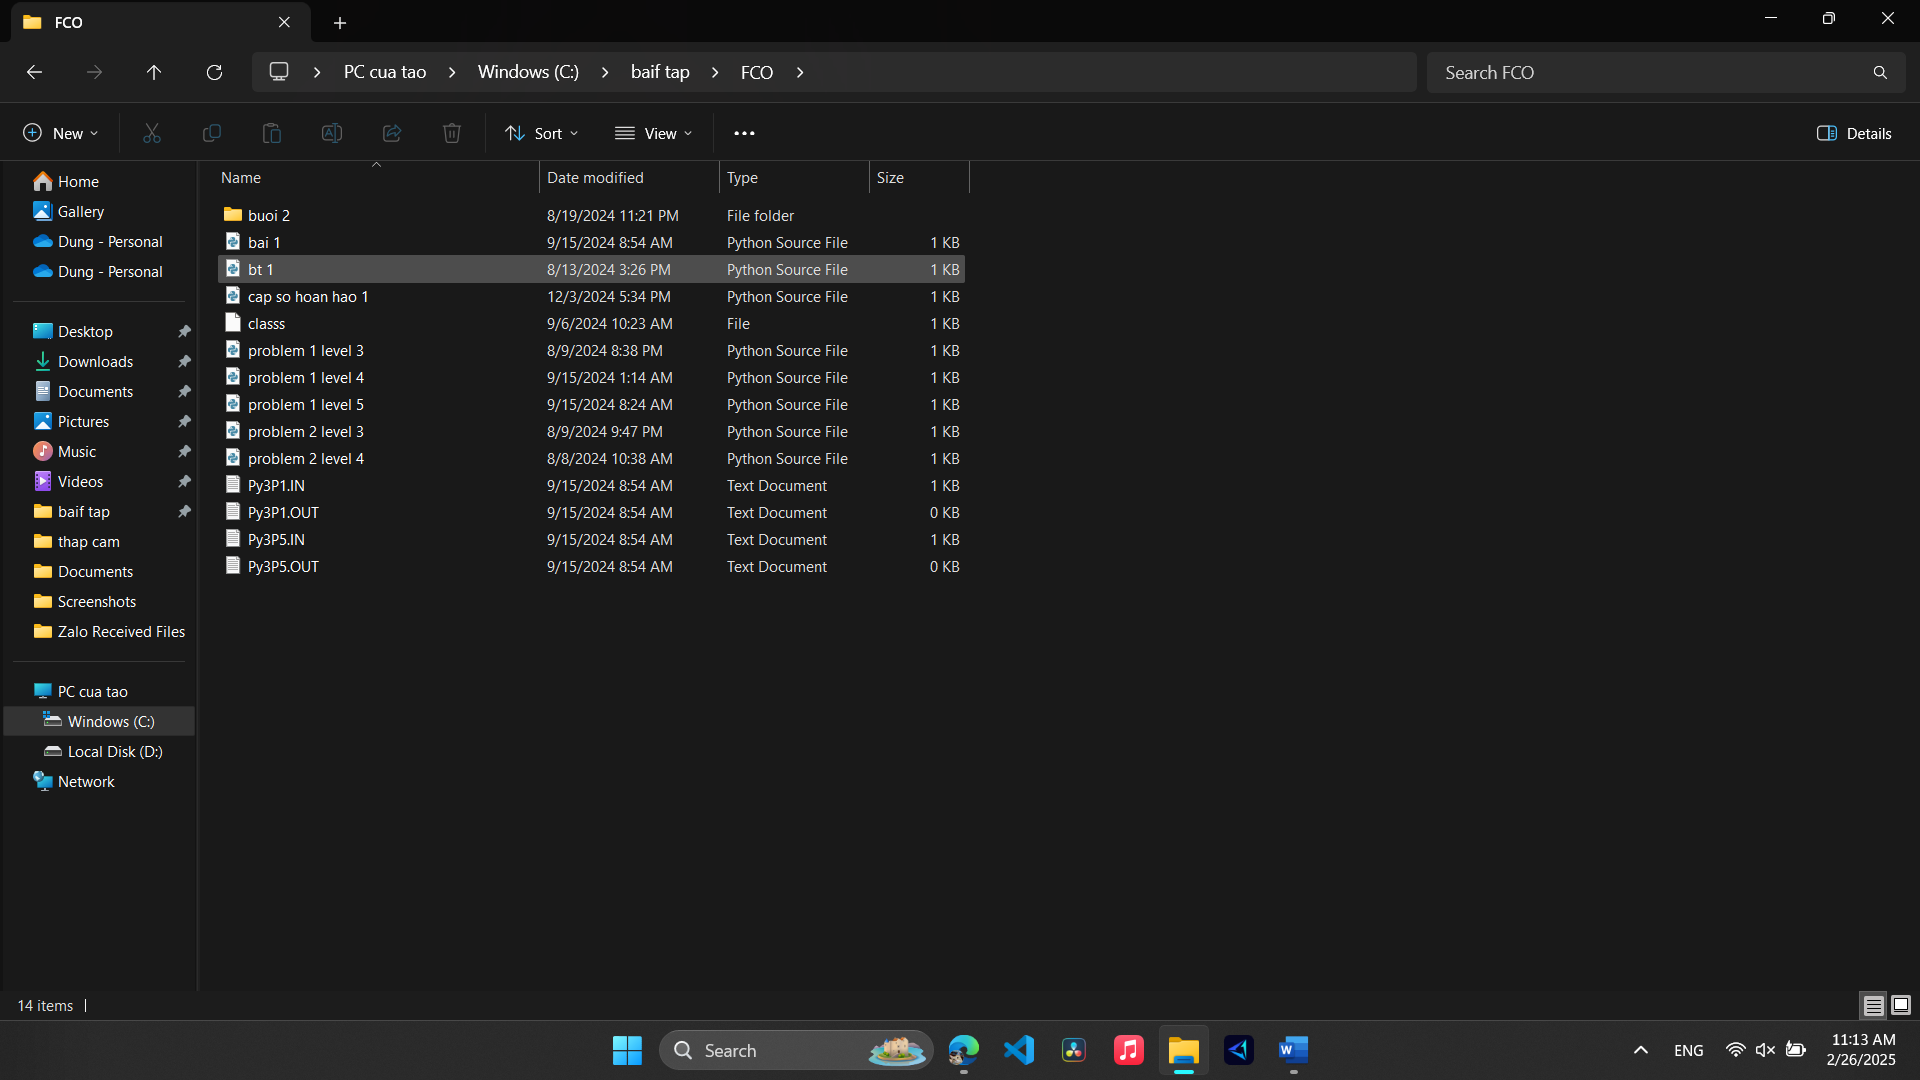 FCO
PC cua tao
Windows (C:)
baif tap
FCO
Search FCO
New
Sort
View
Details
Name Date modified Type Size
Home
Gallery
Dung - Personal
Dung - Personal
Desktop
Downloads
Documents
Pictures
Music
Videos
baif tap
thap cam
Documents
Screenshots
Zalo Received Files
PC cua tao
Windows (C:)
Local Disk (D:)
Network
buoi 2 8/19/2024 11:21 PM File folder
bai 1 9/15/2024 8:54 AM Python Source File 1 KB
bt 1 8/13/2024 3:26 PM Python Source File 1 KB
cap so hoan hao 1 12/3/2024 5:34 PM Python Source File 1 KB
classs 9/6/2024 10:23 AM File 1 KB
problem 1 level 3 8/9/2024 8:38 PM Python Source File 1 KB
problem 1 level 4 9/15/2024 1:14 AM Python Source File 1 KB
problem 1 level 5 9/15/2024 8:24 AM Python Source File 1 KB
problem 2 level 3 8/9/2024 9:47 PM Python Source File 1 KB
problem 2 level 4 8/8/2024 10:38 AM Python Source File 1 KB
Py3P1.IN 9/15/2024 8:54 AM Text Document 1 KB
Py3P1.OUT 9/15/2024 8:54 AM Text Document 0 KB
Py3P5.IN 9/15/2024 8:54 AM Text Document 1 KB
Py3P5.OUT 9/15/2024 8:54 AM Text Document 0 KB
14 items
Search
W
ENG
11:13 AM
2/26/2025